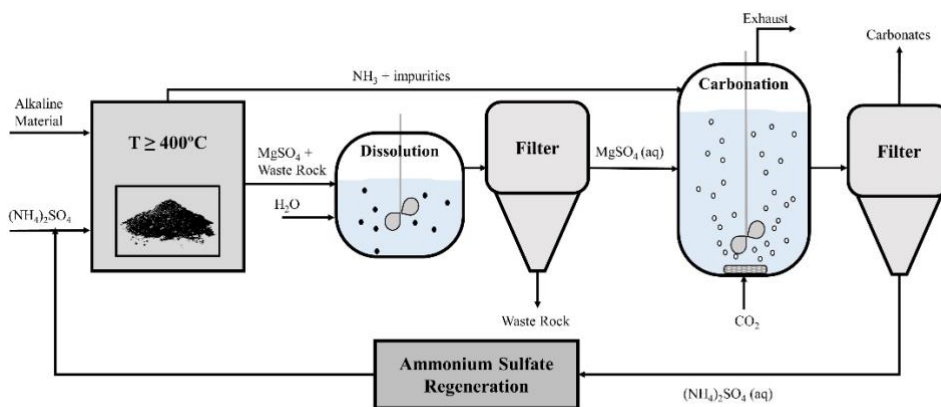 Exhaust
Carbonates
NH₃ + impurities
Carbonation
Alkaline
Material
T ≥ 400ºC
Dissolution
Filter
Filter
MgSO₄ +
Waste Rock
MgSO₄ (aq)
H₂O
(NH₄)₂SO₄
Waste Rock
CO₂
Ammonium Sulfate
Regeneration
(NH₄)₂SO₄ (aq)